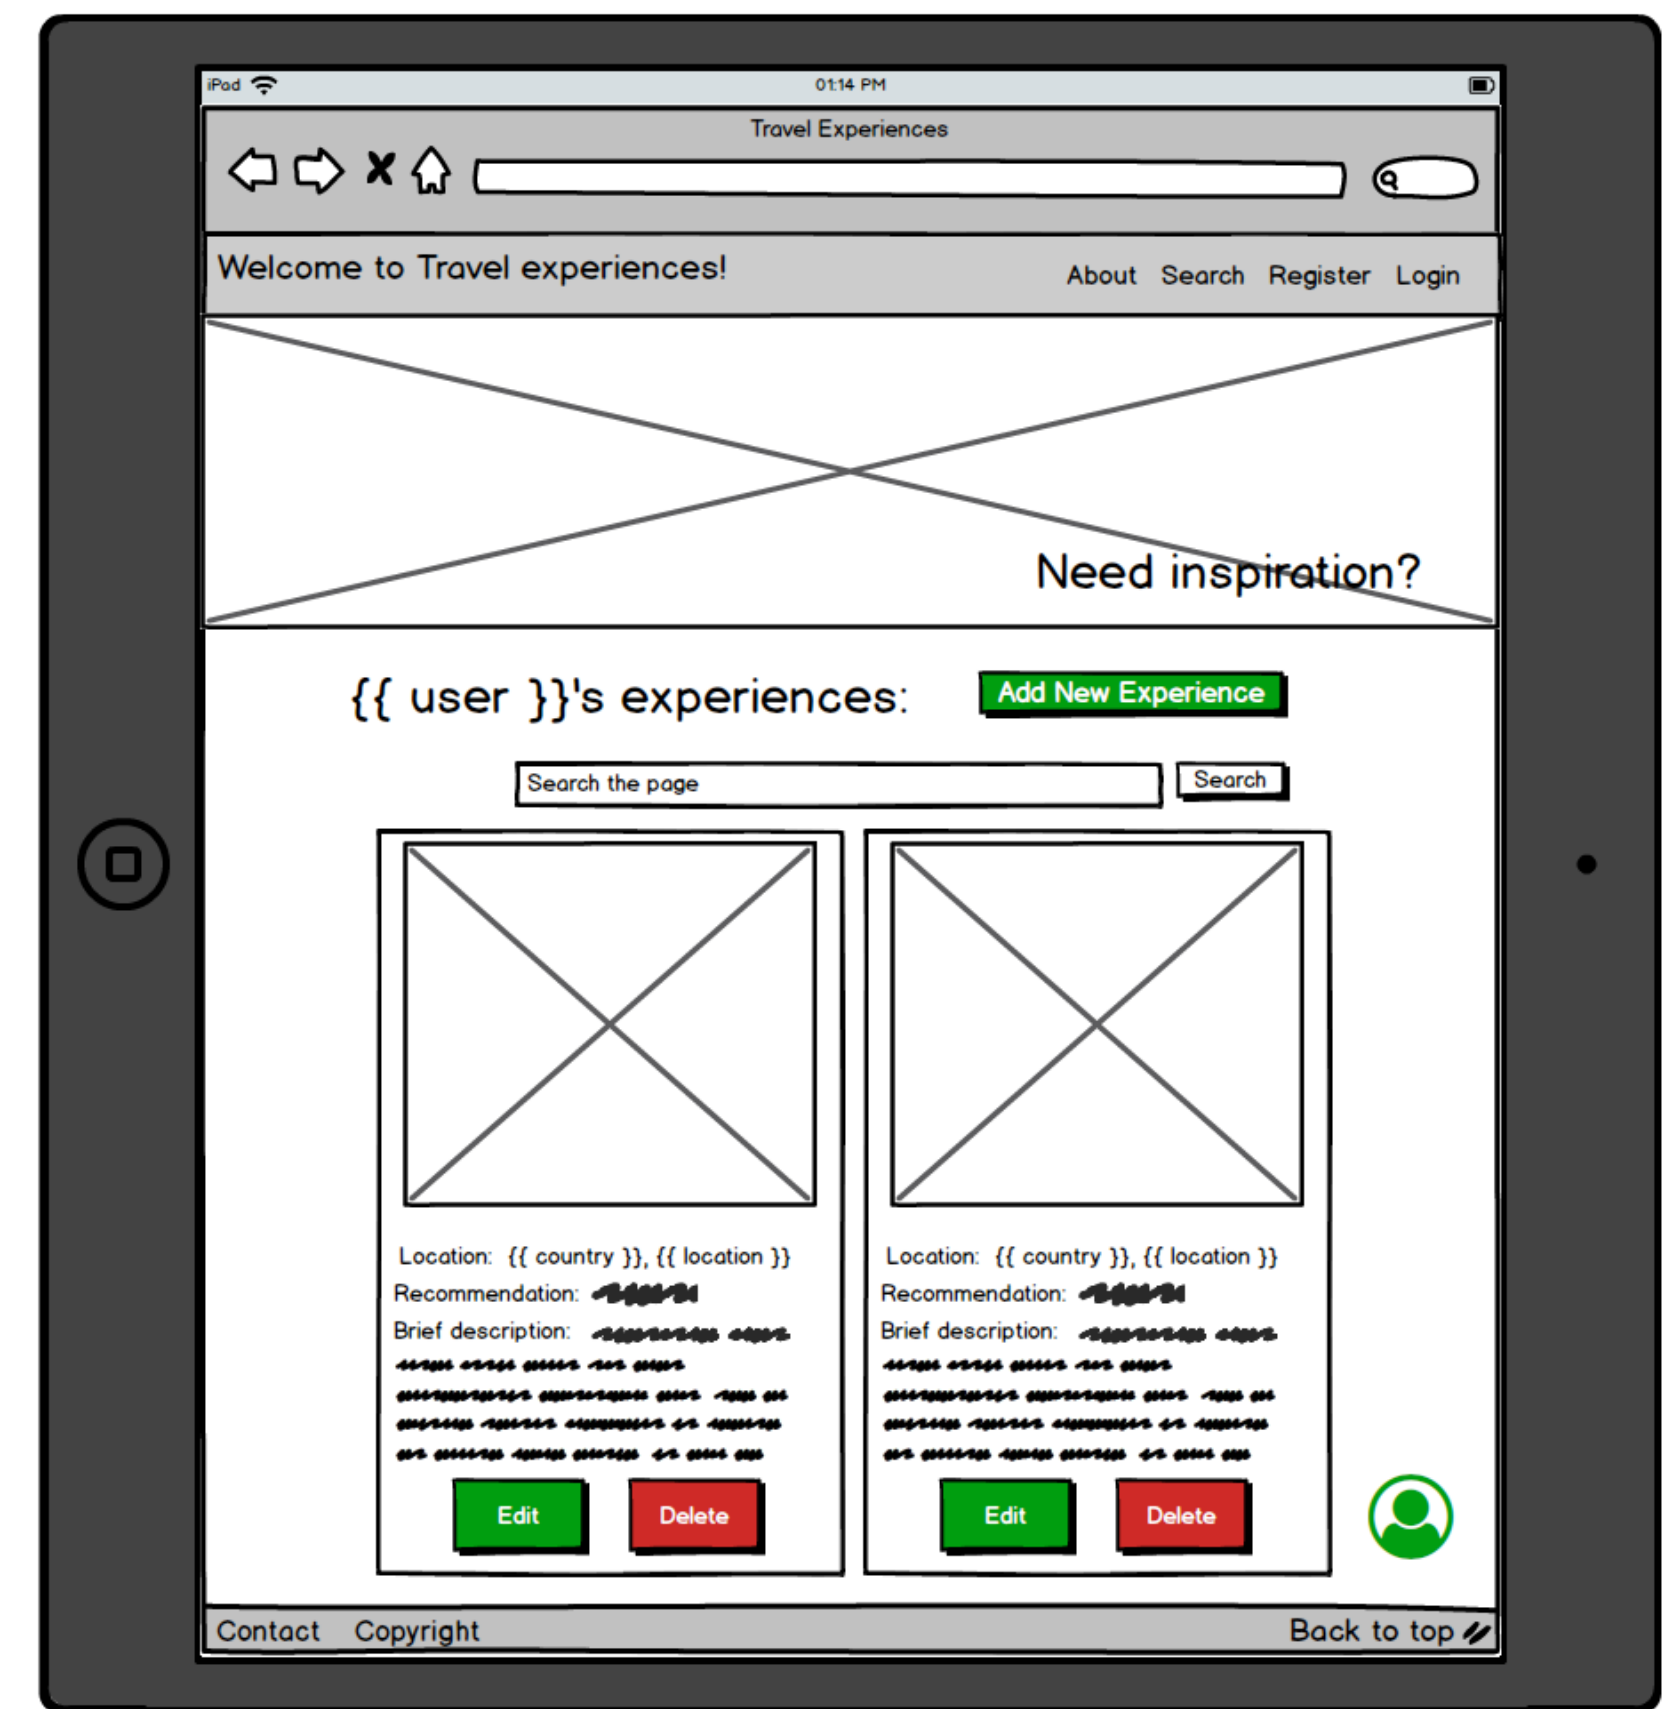 iPad 01:14 PM
Travel Experiences
Welcome to Travel experiences! About Search Register Login
Need inspiration?
{{ user }}'s experiences: Add New Experience
Search the page Search
Location: {{ country }}, {{ location }}
Recommendation:
Brief description:
Edit Delete
Location: {{ country }}, {{ location }}
Recommendation:
Brief description:
Edit Delete
Contact Copyright Back to top